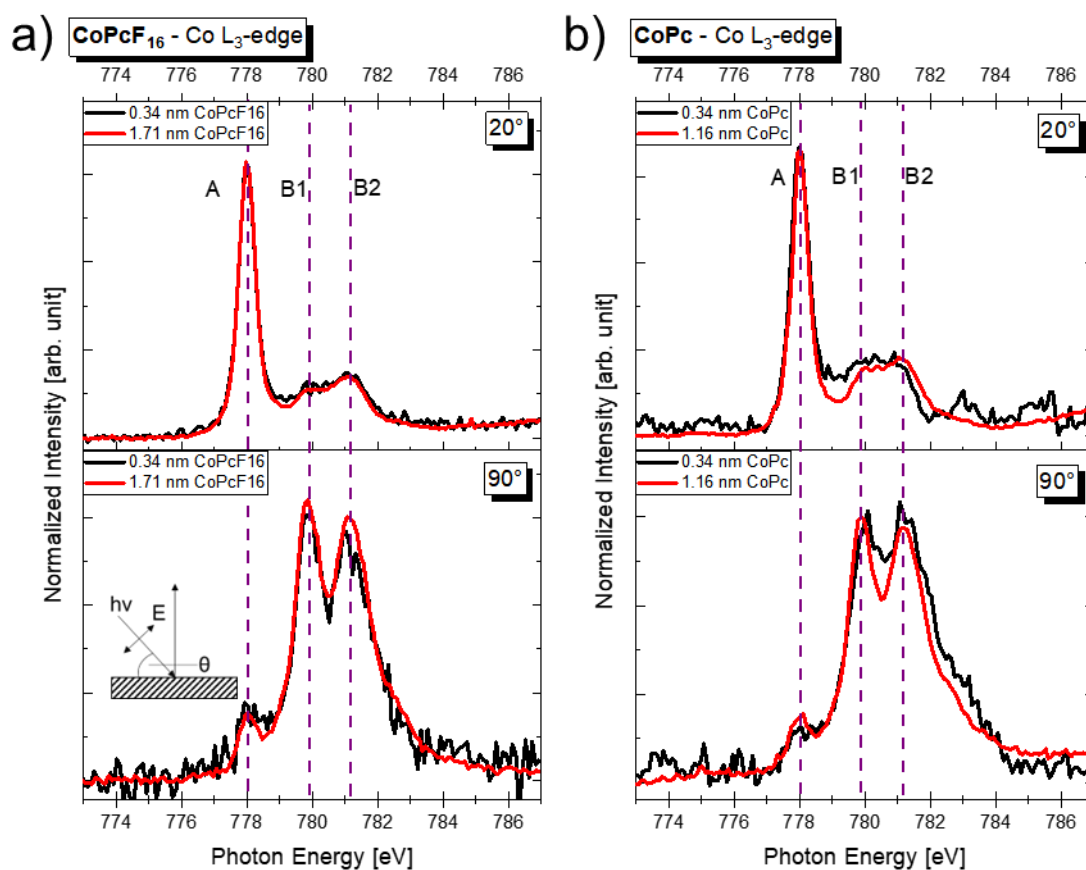 a)
CoPcF16 - Co L3-edge
774 776 778 780 782 784 786
0.34 nm CoPcF16
1.71 nm CoPcF16
20°
A
B1
B2
0.34 nm CoPcF16
1.71 nm CoPcF16
90°
hν
E
θ
Normalized Intensity [arb. unit]
774 776 778 780 782 784 786
Photon Energy [eV]
b)
CoPc - Co L3-edge
774 776 778 780 782 784 786
0.34 nm CoPc
1.16 nm CoPc
20°
A
B1
B2
0.34 nm CoPc
1.16 nm CoPc
90°
Normalized Intensity [arb. unit]
774 776 778 780 782 784 786
Photon Energy [eV]